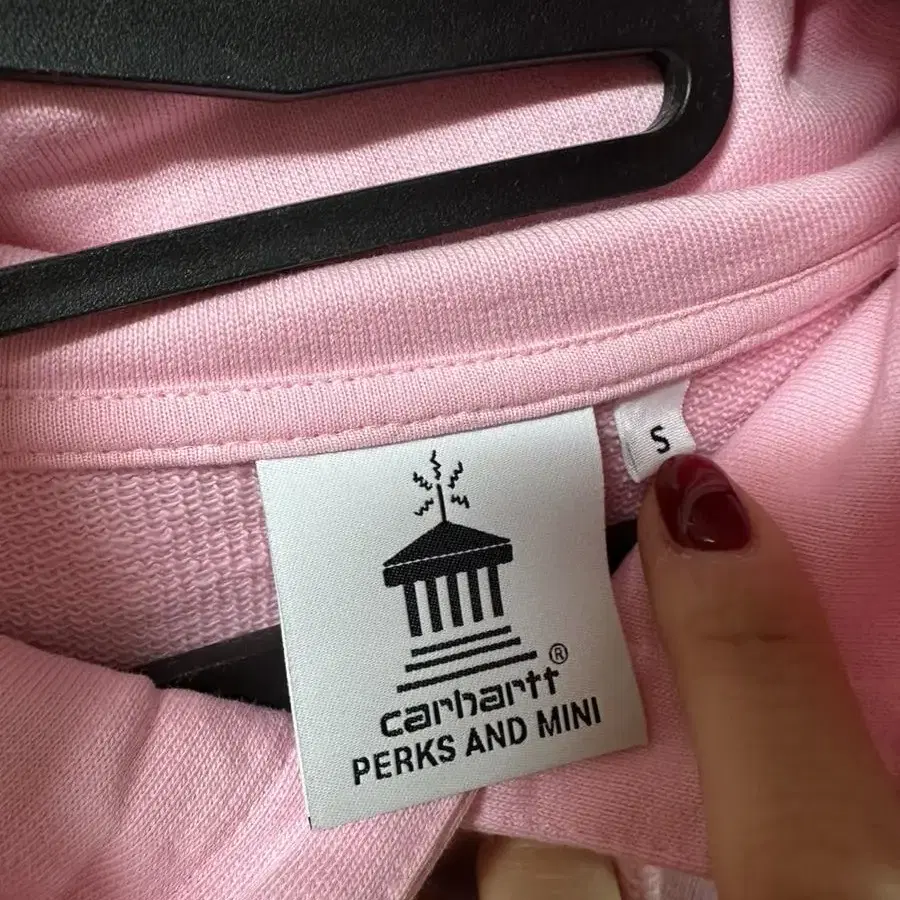 S
®
carhartt
PERKS AND MINI